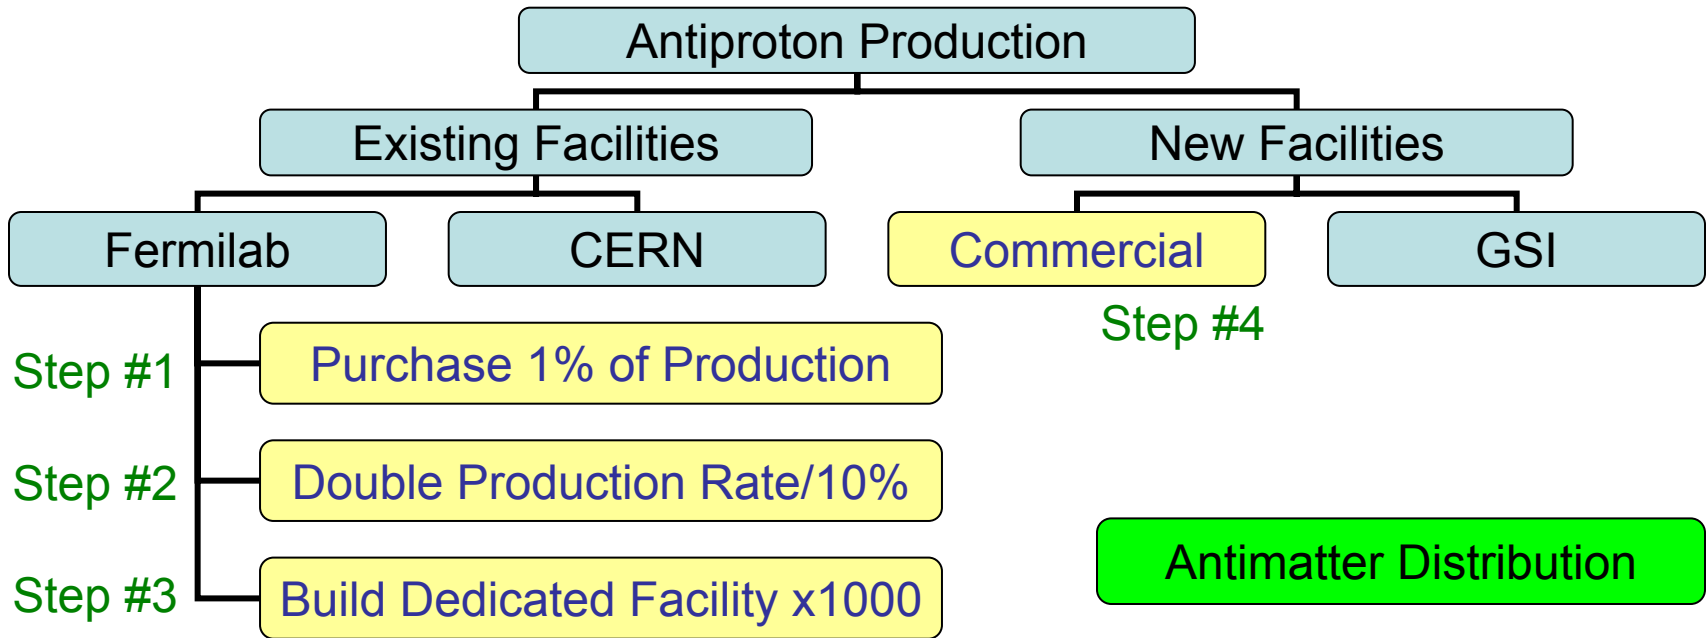 Antiproton Production
Existing Facilities
New Facilities
Fermilab
CERN
Commercial
GSI
Step #4
Step #1
Purchase 1% of Production
Step #2
Double Production Rate/10%
Step #3
Build Dedicated Facility x1000
Antimatter Distribution